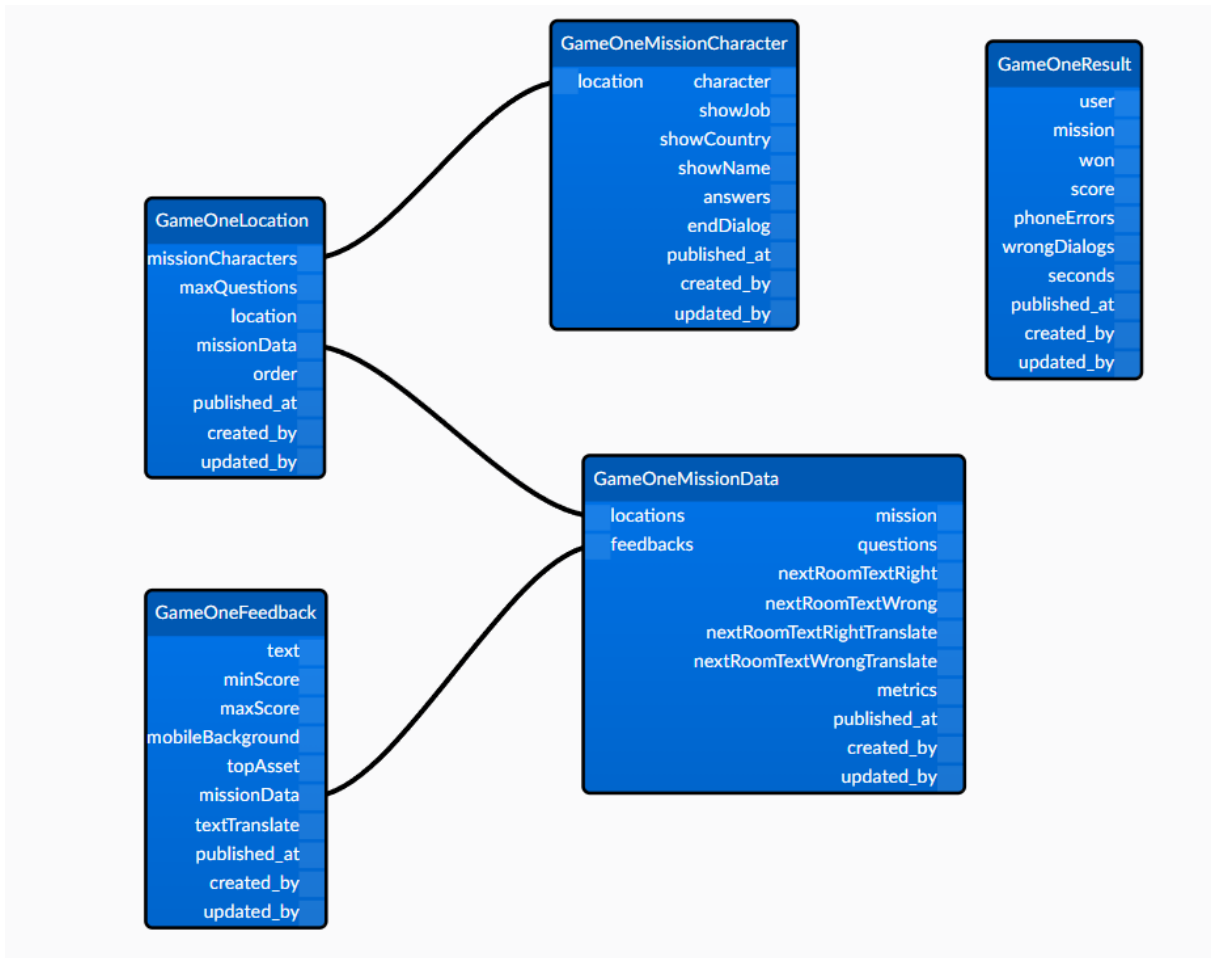 GameOneMissionCharacter
location character
showJob
showCountry
showName
answers
endDialog
published_at
created_by
updated_by
GameOneResult
user
mission
won
score
phoneErrors
wrongDialogs
seconds
published_at
created_by
updated_by
GameOneLocation
missionCharacters
maxQuestions
location
missionData
order
published_at
created_by
updated_by
GameOneMissionData
locations mission
feedbacks questions
nextRoomTextRight
nextRoomTextWrong
nextRoomTextRightTranslate
nextRoomTextWrongTranslate
metrics
published_at
created_by
updated_by
GameOneFeedback
text
minScore
maxScore
mobileBackground
topAsset
missionData
textTranslate
published_at
created_by
updated_by